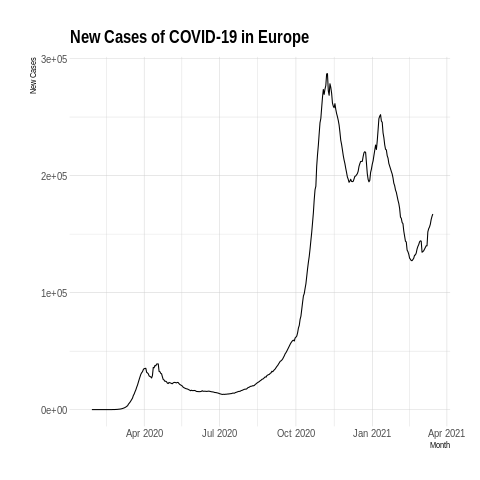 New Cases of COVID-19 in Europe
New Cases
3e+05
2e+05
1e+05
0e+00
Apr 2020 Jul 2020 Oct 2020 Jan 2021 Apr 2021
Month